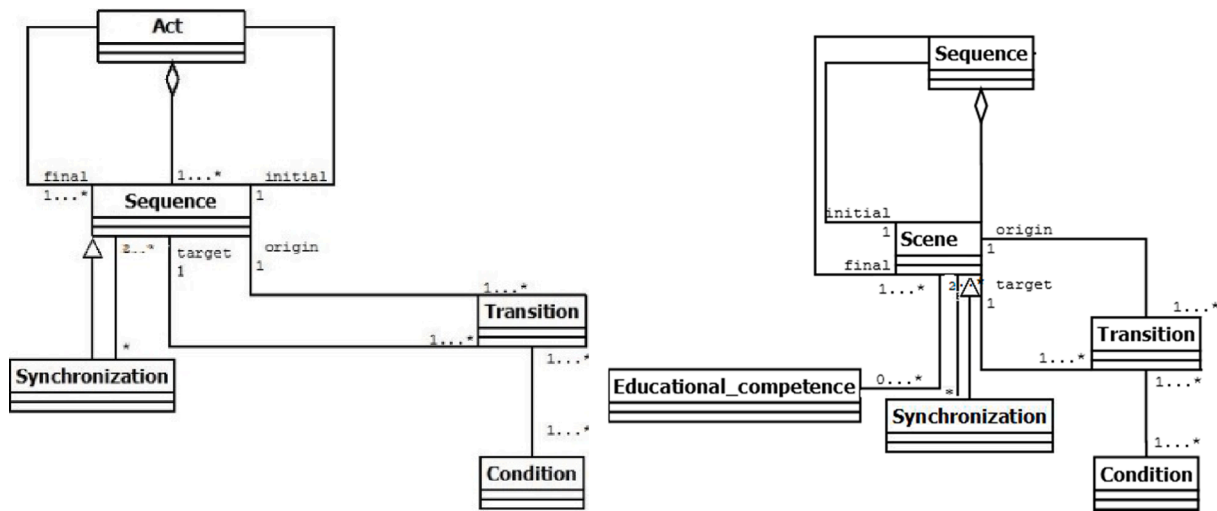 Act
final
1...*
1...*
initial
1
Sequence
2..*
target
1
origin
1
1...*
Transition
1...*
1...*
*
Synchronization
1...*
Condition
Sequence
initial
1
Scene
origin
1
final
1...*
2..*
target
1
1...*
Transition
1...*
1...*
Educational_competence
0...*
*
Synchronization
1...*
Condition